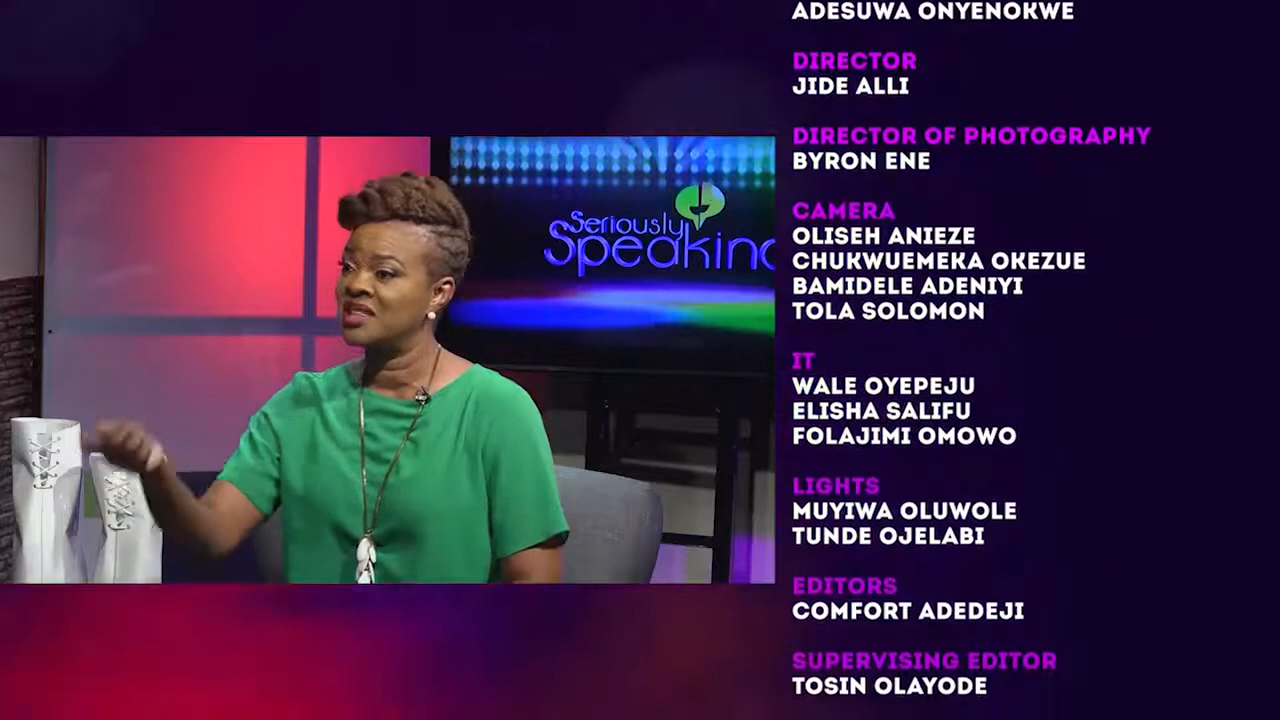 Seriously
Speaking
ADESUWA ONYENOKWE
DIRECTOR
JIDE ALLI
DIRECTOR OF PHOTOGRAPHY
BYRON ENE
CAMERA
OLISEH ANIEZE
CHUKWUEMEKA OKEZUE
BAMIDELE ADENIYI
TOLA SOLOMON
IT
WALE OYEPEJU
ELISHA SALIFU
FOLAJIMI OMOWO
LIGHTS
MUYIWA OLUWOLE
TUNDE OJELABI
EDITORS
COMFORT ADEDEJI
SUPERVISING EDITOR
TOSIN OLAYODE